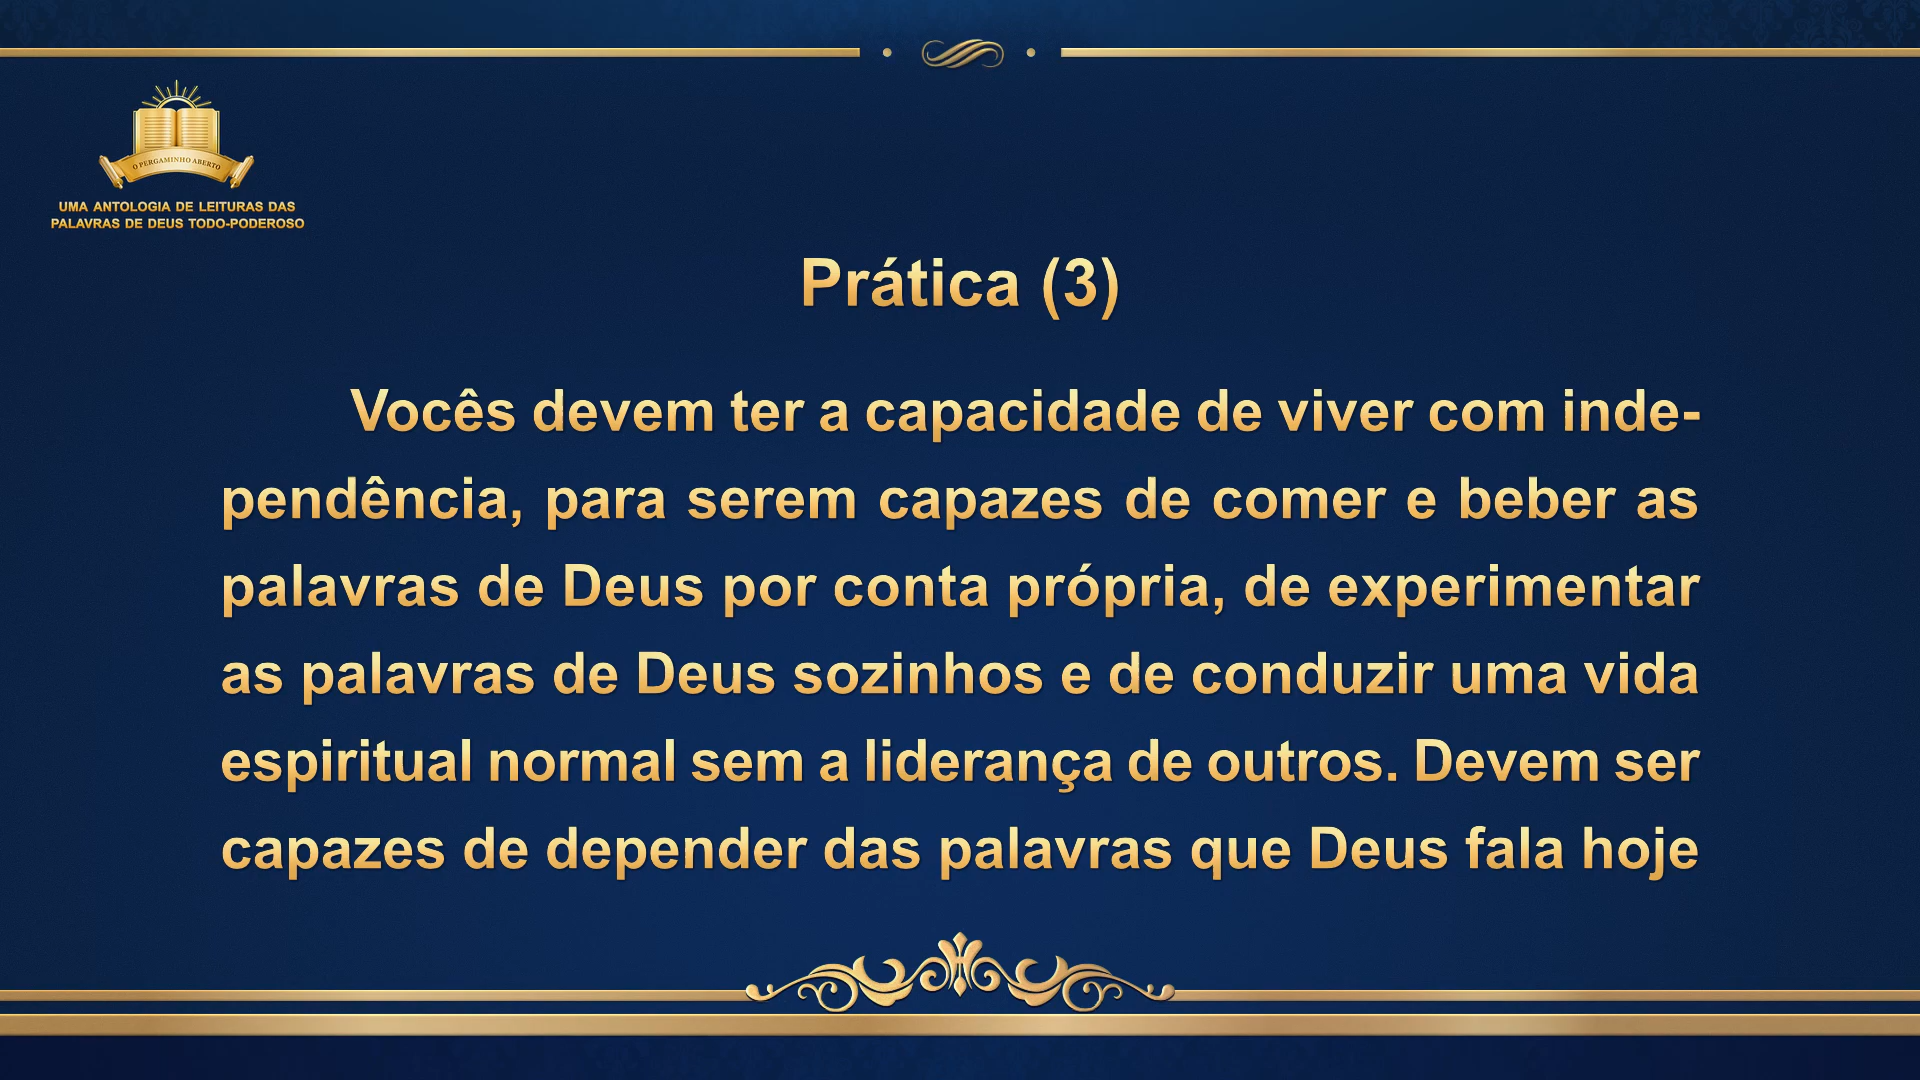 O PERGAMINHO ABERTO
UMA ANTOLOGIA DE LEITURAS DAS
PALAVRAS DE DEUS TODO-PODEROSO
Prática (3)
Vocês devem ter a capacidade de viver com inde-
pendência, para serem capazes de comer e beber as
palavras de Deus por conta própria, de experimentar
as palavras de Deus sozinhos e de conduzir uma vida
espiritual normal sem a liderança de outros. Devem ser
capazes de depender das palavras que Deus fala hoje